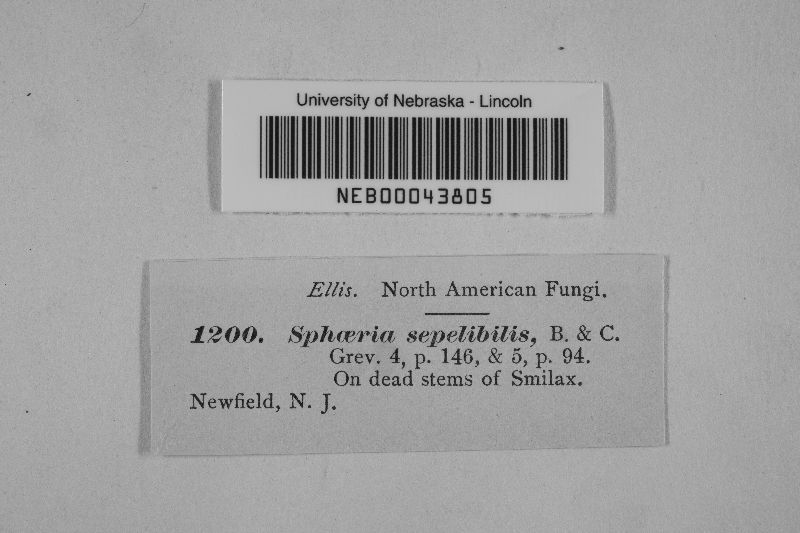 University of Nebraska - Lincoln
NEB00043805
Ellis. North American Fungi.
1200. Sphœria sepelibilis, B. & C.
Grev. 4, p. 146, & 5, p. 94.
On dead stems of Smilax.
Newfield, N. J.